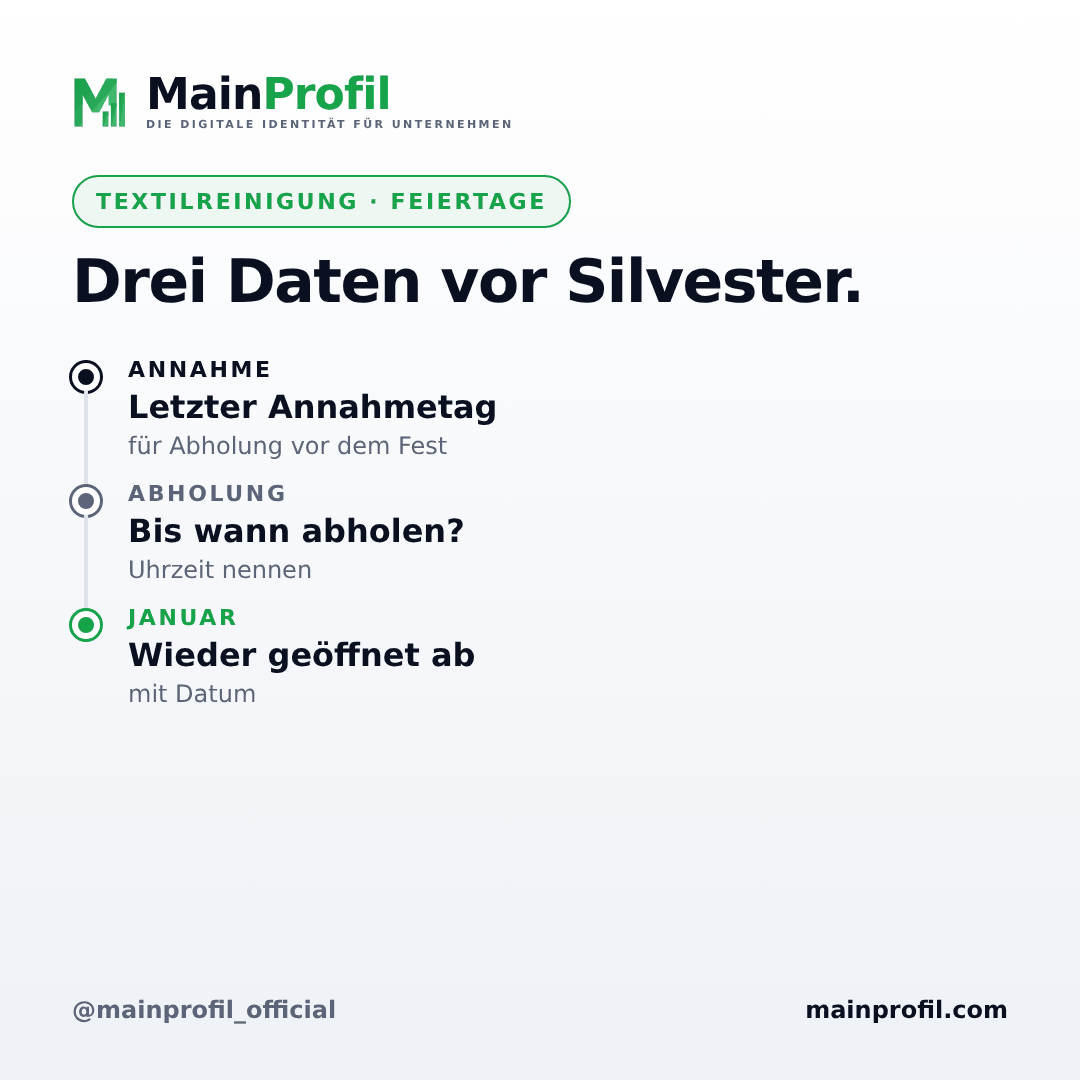 MainProfil
DIE DIGITALE IDENTITÄT FÜR UNTERNEHMEN
TEXTILREINIGUNG · FEIERTAGE
Drei Daten vor Silvester.
ANNAHME
Letzter Annahmetag
für Abholung vor dem Fest
ABHOLUNG
Bis wann abholen?
Uhrzeit nennen
JANUAR
Wieder geöffnet ab
mit Datum
@mainprofil_official
mainprofil.com